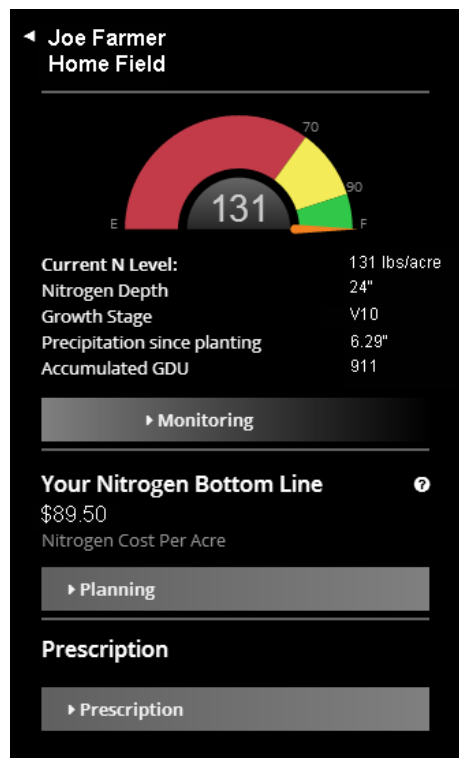 Joe Farmer
Home Field
70
90
E
131
F
Current N Level: 131 lbs/acre
Nitrogen Depth 24"
Growth Stage V10
Precipitation since planting 6.29"
Accumulated GDU 911
Monitoring
Your Nitrogen Bottom Line ?
$89.50
Nitrogen Cost Per Acre
Planning
Prescription
Prescription